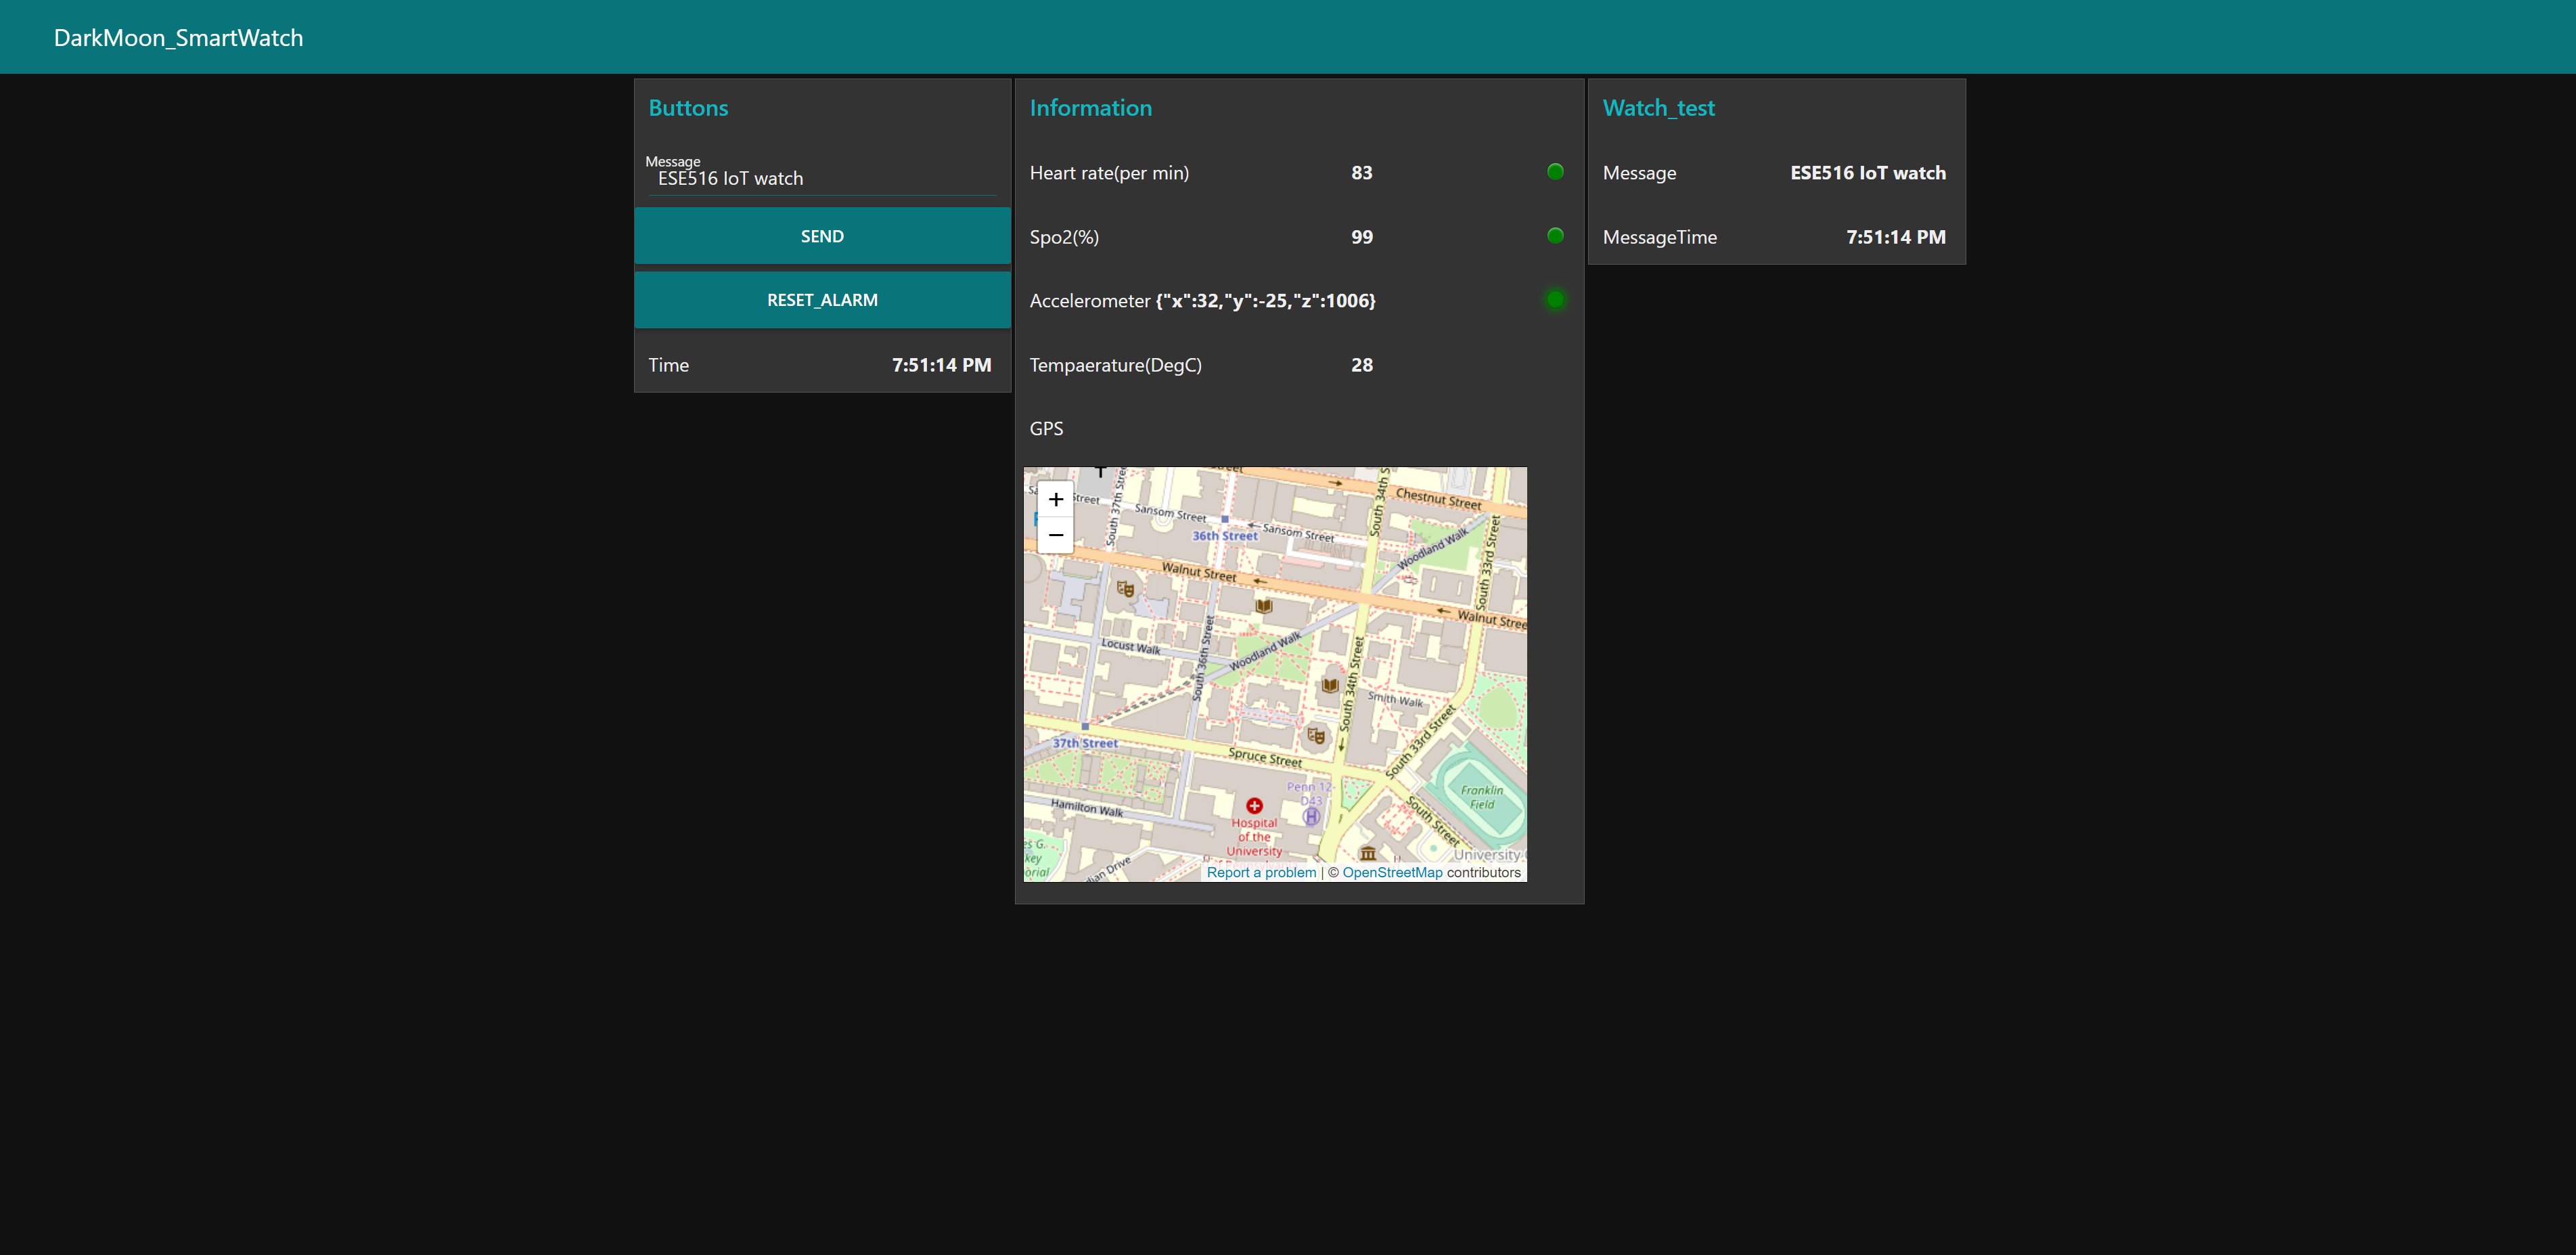 DarkMoon_SmartWatch
Buttons
Message
ESE516 IoT watch
SEND
RESET_ALARM
Time 7:51:14 PM
Information
Heart rate(per min) 83
Spo2(%) 99
Accelerometer {"x":32,"y":-25,"z":1006}
Tempaerature(DegC) 28
GPS
+
−
Street
Chestnut Street
South 37th Street
South 34th S
Sansom Street
Sansom Street
36th Street
Woodland Walk
South 33rd Street
Walnut Street
Walnut Stree
Locust Walk
South 36th Street
Woodland Walk
South 34th Street
Smith Walk
South 33rd Street
37th Street
Spruce Street
Penn 12-
D43
H
Hamilton Walk
Hospital
of the
University
Franklin
Field
South Street
University
Report a problem | © OpenStreetMap contributors
Watch_test
Message ESE516 IoT watch
MessageTime 7:51:14 PM